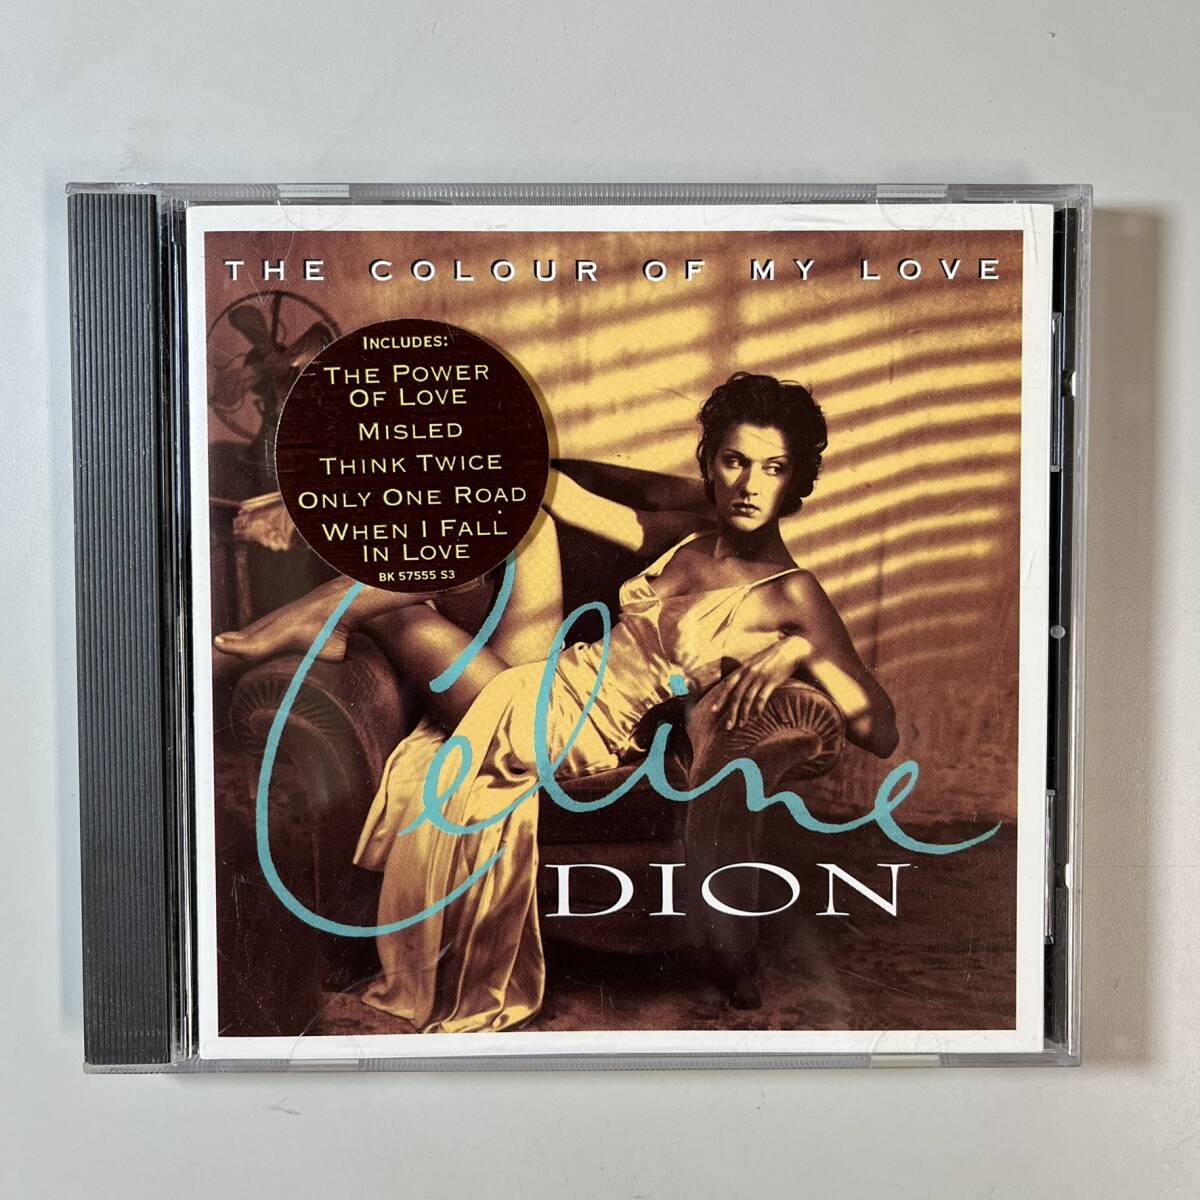 THE COLOUR OF MY LOVE
INCLUDES:
THE POWER
OF LOVE
MISLED
THINK TWICE
ONLY ONE ROAD
WHEN I FALL
IN LOVE
BK 57555 S3
Céline
DION